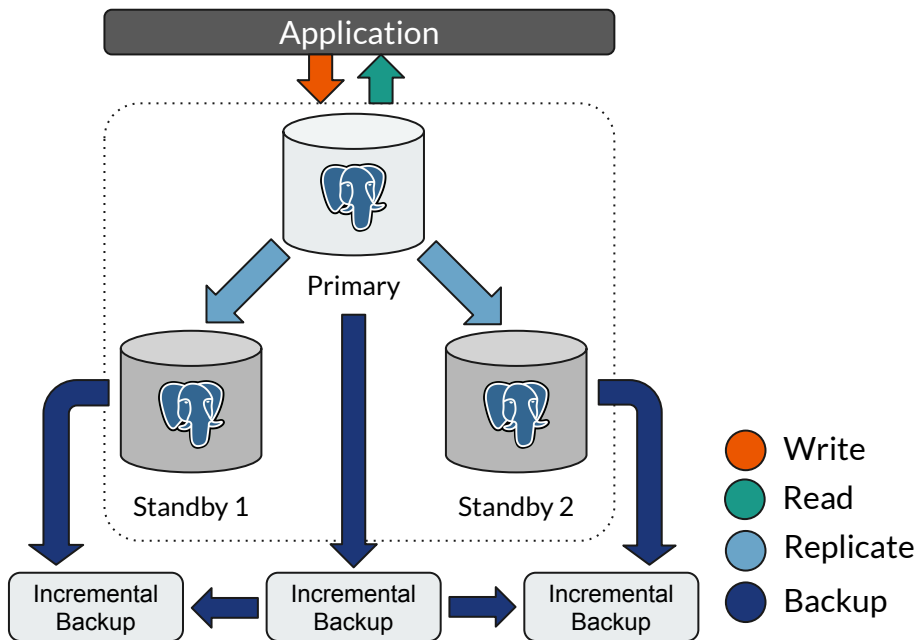 Application
Primary
Standby 1
Standby 2
Incremental
Backup
Incremental
Backup
Incremental
Backup
Write
Read
Replicate
Backup